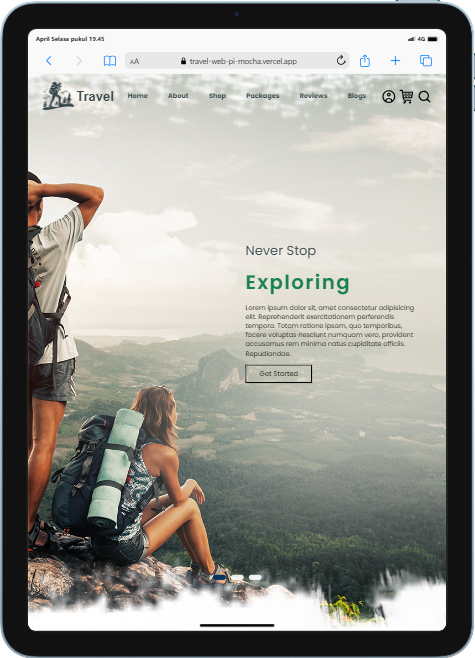 April Selasa pukul 19.45
4G
AA
travel-web-pi-mocha.vercel.app
Travel
Home
About
Shop
Packages
Reviews
Blogs
Never Stop
Exploring
Lorem ipsum dolor sit, amet consectetur adipisicing
elit. Reprehenderit exercitationem perferendis
tempora. Totam ratione ipsam, quo temporibus,
facere voluptas nesciunt numquam vero, provident
accusamus rem minima natus cupiditate officiis.
Repudiandae.
Get Started